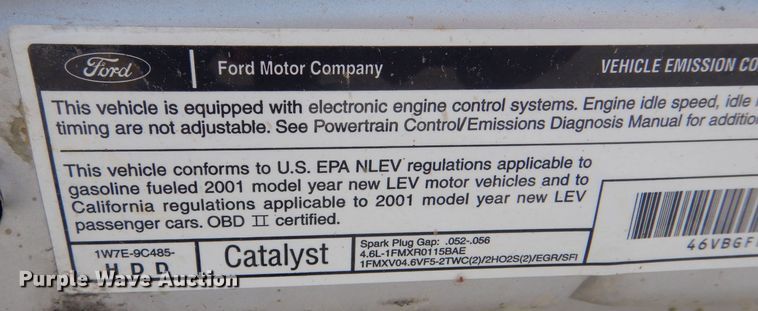 Ford
Ford Motor Company
VEHICLE EMISSION CO
This vehicle is equipped with electronic engine control systems. Engine idle speed, idle
timing are not adjustable. See Powertrain Control/Emissions Diagnosis Manual for addition
This vehicle conforms to U.S. EPA NLEV regulations applicable to
gasoline fueled 2001 model year new LEV motor vehicles and to
California regulations applicable to 2001 model year new LEV
passenger cars. OBD II certified.
1W7E-9C485-
Catalyst
Spark Plug Gap: .052-.056
4.6L-1FMXR0115BAE
1FMXV04.6VF5-2TWC(2)/2HO2S(2)/EGR/SFI
46VBGF
Purple Wave Auction